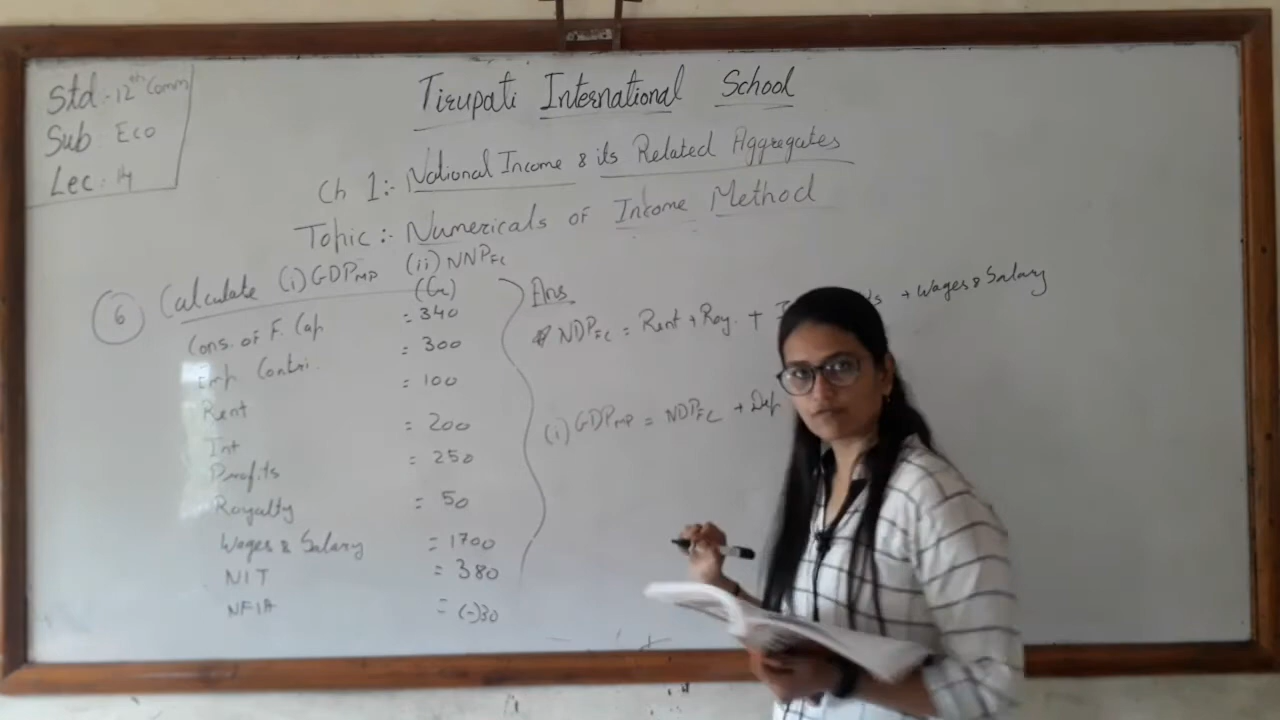 Std :- 12th Comm
Sub : Eco
Lec : 14
Tirupati International School
Ch 1 :- National Income & its Related Aggregates
Topic :- Numericals of Income Method
6 Calculate (i) GDPMP (ii) NNPFC
(Cr)
Cons. of F. Cap = 340
Emp Contri. = 300
Rent = 100
Int = 200
Profits = 250
Royalty = 50
Wages & Salary = 1700
NIT = 380
NFIA = (-)30
Ans.
NDPFC = Rent + Roy. + + Wages & Salary
(i) GDPMP = NDPFC + Dep